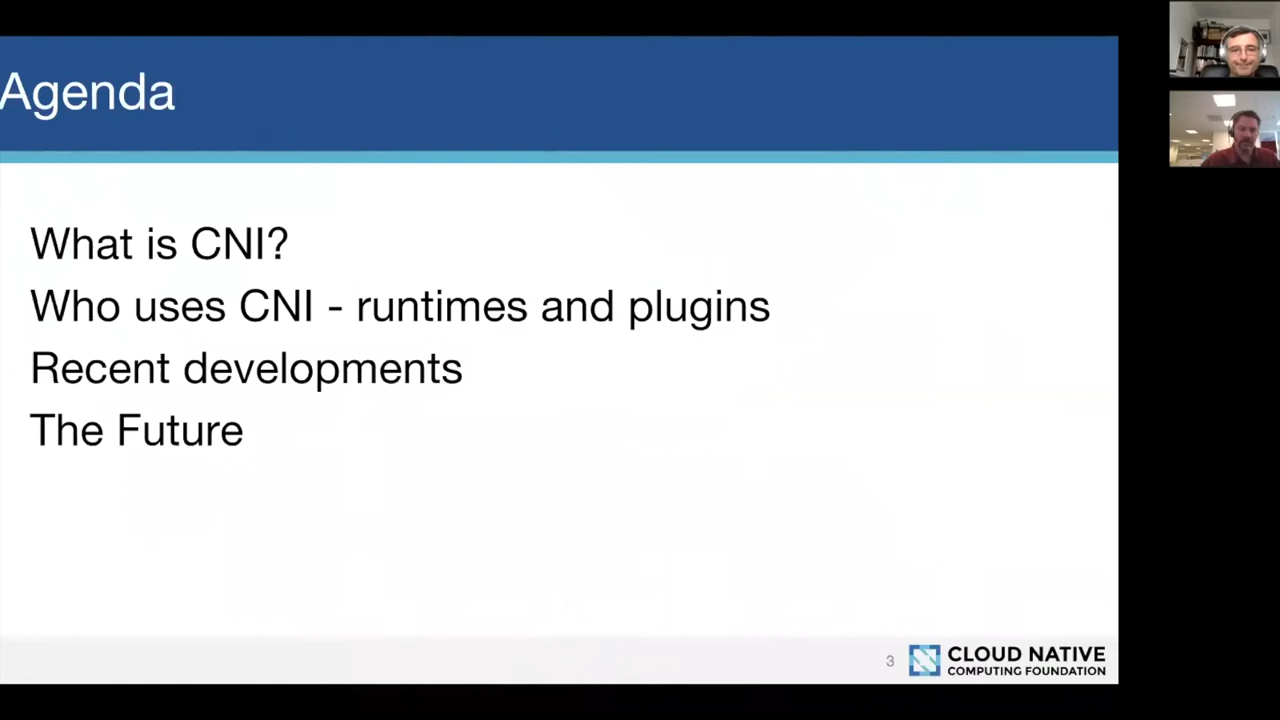 Agenda
What is CNI?
Who uses CNI - runtimes and plugins
Recent developments
The Future
3
CLOUD NATIVE
COMPUTING FOUNDATION